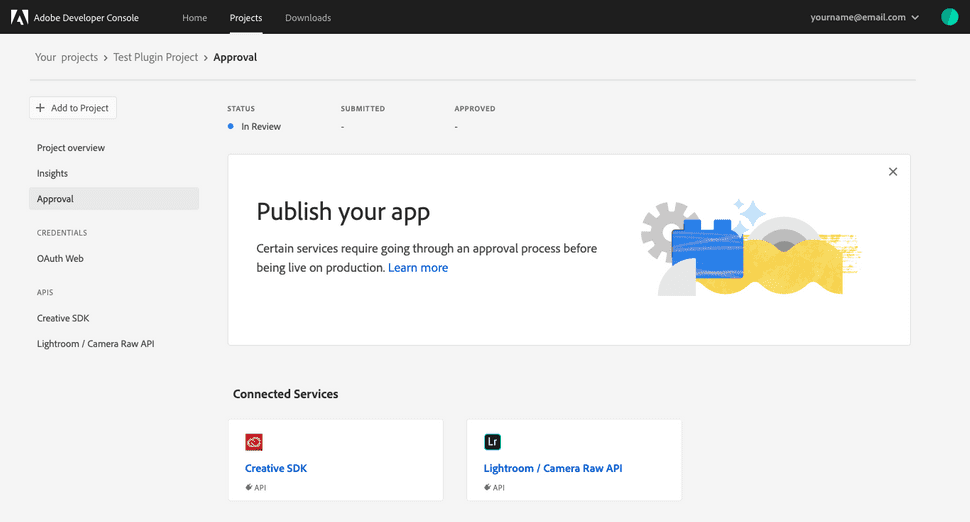 Adobe Developer Console
Home
Projects
Downloads
yourname@email.com
Your projects > Test Plugin Project > Approval
+ Add to Project
Project overview
Insights
Approval
CREDENTIALS
OAuth Web
APIS
Creative SDK
Lightroom / Camera Raw API
STATUS
SUBMITTED
APPROVED
In Review
-
-
Publish your app
Certain services require going through an approval process before
being live on production. Learn more
Connected Services
Creative SDK
API
Lr
Lightroom / Camera Raw API
API